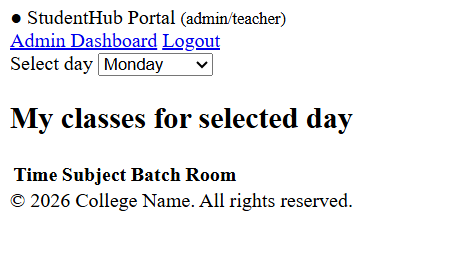 ● StudentHub Portal (admin/teacher)
Admin Dashboard Logout
Select day Monday
My classes for selected day
Time Subject Batch Room
© 2026 College Name. All rights reserved.